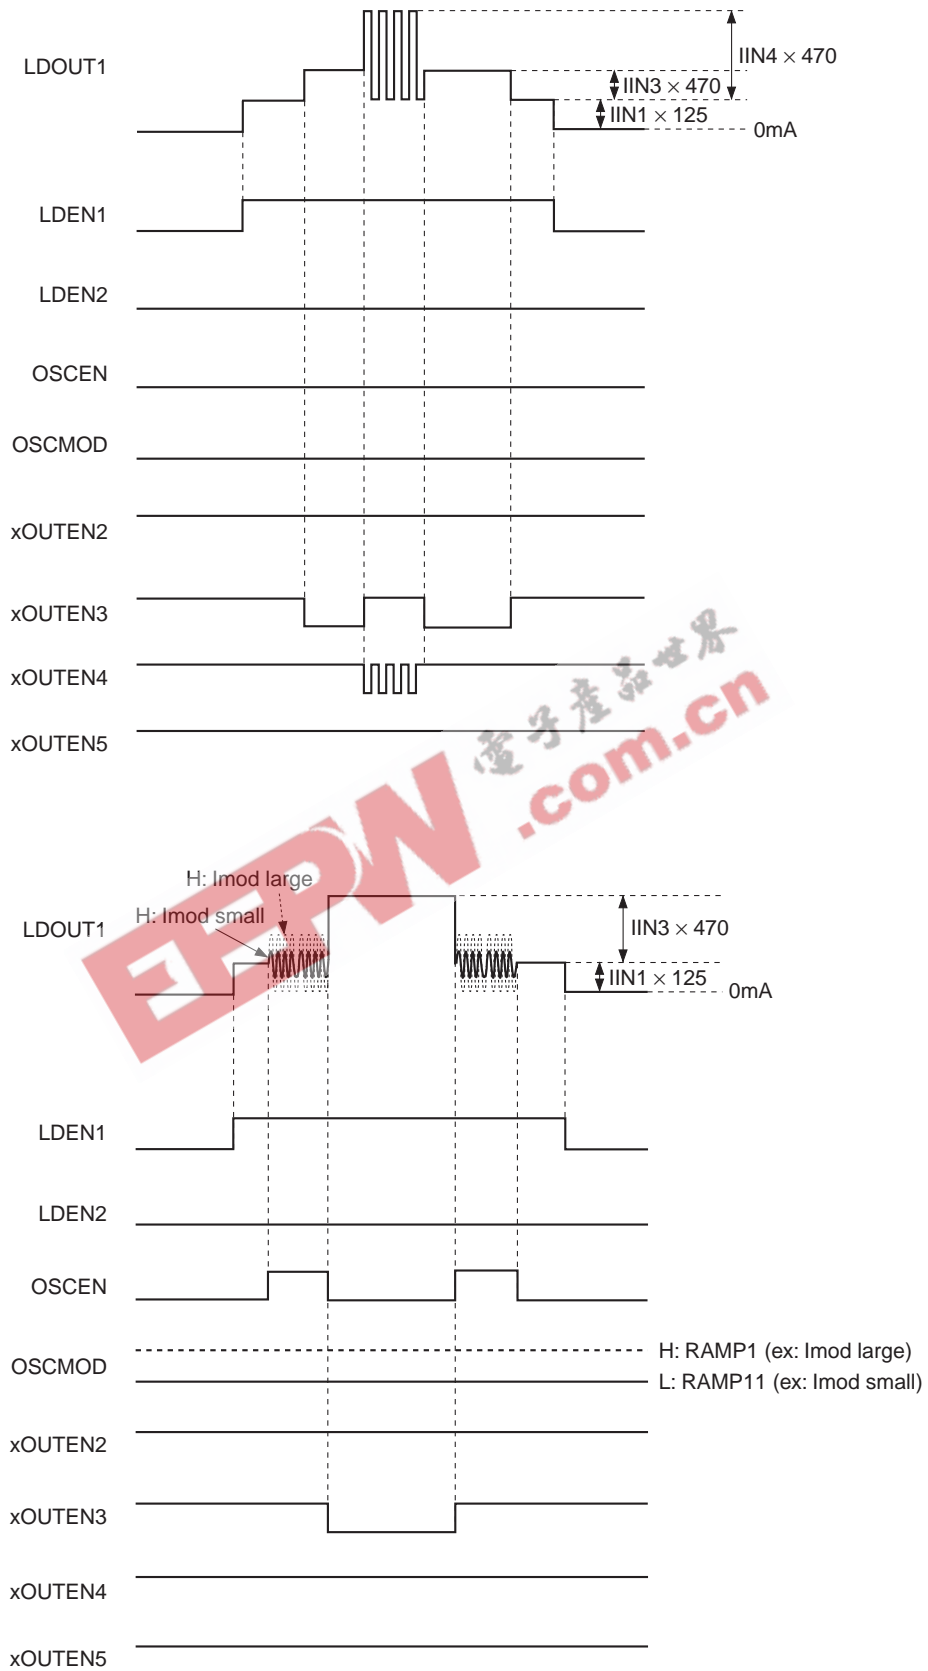 LDOUT1
IIN4 × 470
IIN3 × 470
IIN1 × 125
0mA
LDEN1
LDEN2
OSCEN
OSCMOD
xOUTEN2
xOUTEN3
xOUTEN4
xOUTEN5
電子產品世界
EEPW .com.cn
H: Imod large
H: Imod small
LDOUT1
IIN3 × 470
IIN1 × 125
0mA
LDEN1
LDEN2
OSCEN
OSCMOD
H: RAMP1 (ex: Imod large)
L: RAMP11 (ex: Imod small)
xOUTEN2
xOUTEN3
xOUTEN4
xOUTEN5